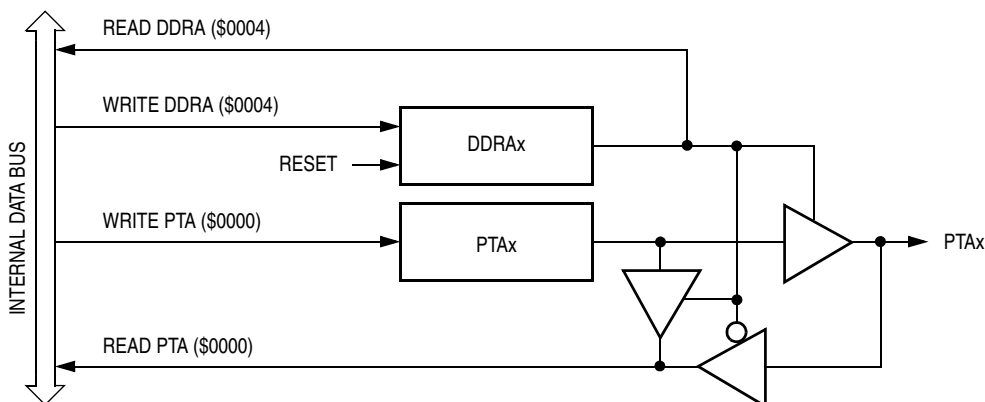 READ DDRA ($0004)
WRITE DDRA ($0004)
DDRAx
RESET
INTERNAL DATA BUS
WRITE PTA ($0000)
PTAx
PTAx
READ PTA ($0000)